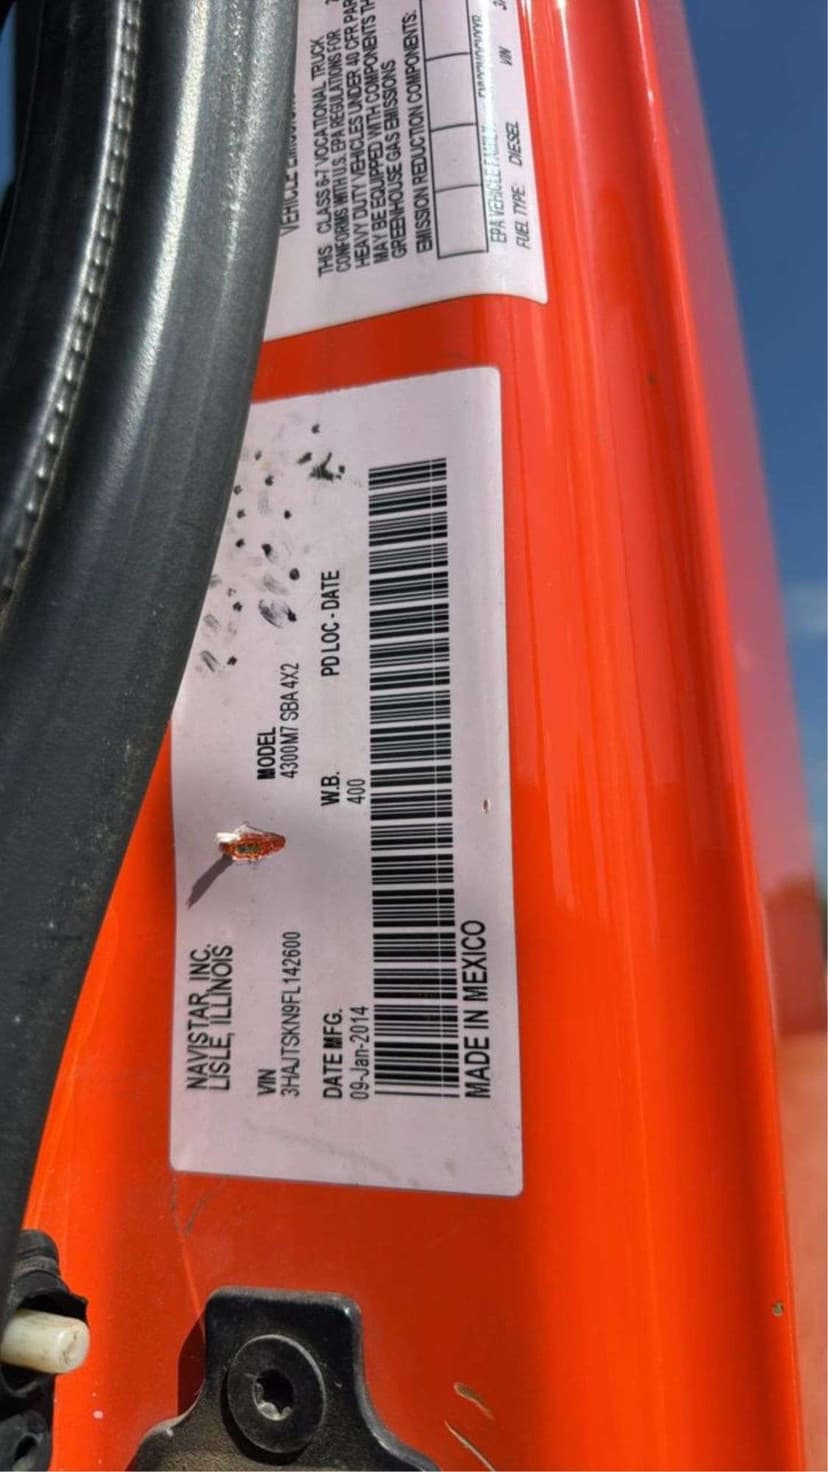 NAVISTAR, INC.
LISLE, ILLINOIS
VIN
3HAJTSKN9FL142600
MODEL
4300M7 SBA 4X2
DATE MFG.
09-Jan-2014
W.B.
400
PD LOC - DATE
MADE IN MEXICO
THIS CLASS 6-7 VOCATIONAL TRUCK
CONFORMS WITH U.S. EPA REGULATIONS FOR
HEAVY DUTY VEHICLES UNDER 40 CFR PAR
MAY BE EQUIPPED WITH COMPONENTS TH
GREENHOUSE GAS EMISSIONS
EMISSION REDUCTION COMPONENTS:
EPA VEHICLE FAMILY
FUEL TYPE: DIESEL VIN